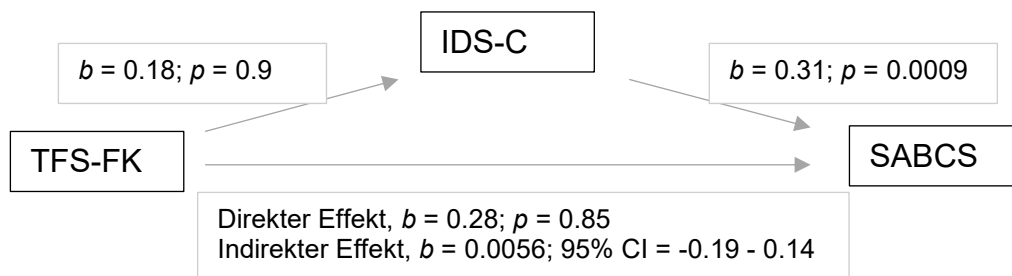 IDS-C
b = 0.18; p = 0.9
b = 0.31; p = 0.0009
TFS-FK
SABCS
Direkter Effekt, b = 0.28; p = 0.85
Indirekter Effekt, b = 0.0056; 95% CI = -0.19 - 0.14